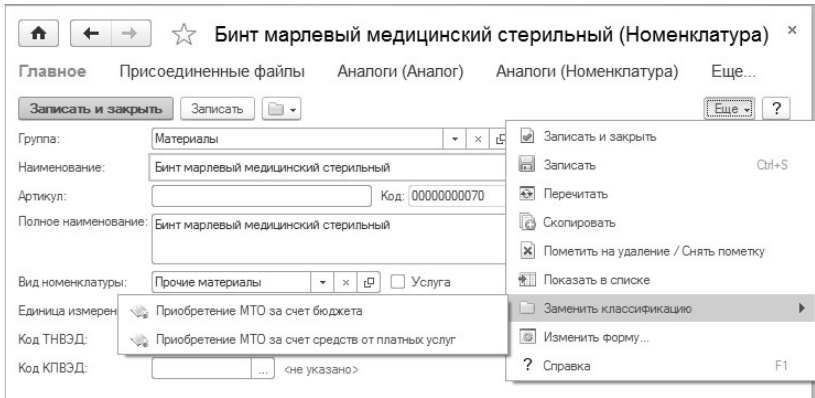 Бинт марлевый медицинский стерильный (Номенклатура)
Главное Присоединенные файлы Аналоги (Аналог) Аналоги (Номенклатура) Еще...
Записать и закрыть Записать Еще ?
Группа: Материалы
Записать и закрыть
Наименование: Бинт марлевый медицинский стерильный
Записать Ctrl+S
Артикул: Код: 00000000070
Перечитать
Полное наименование: Бинт марлевый медицинский стерильный
Скопировать
Пометить на удаление / Снять пометку
Вид номенклатуры: Прочие материалы Услуга
Показать в списке
Единица измерен
Приобретение МТО за счет бюджета
Заменить классификацию
Код ТНВЭД:
Приобретение МТО за счет средств от платных услуг
Изменить форму...
Код КПВЭД: ... <не указано>
? Справка F1